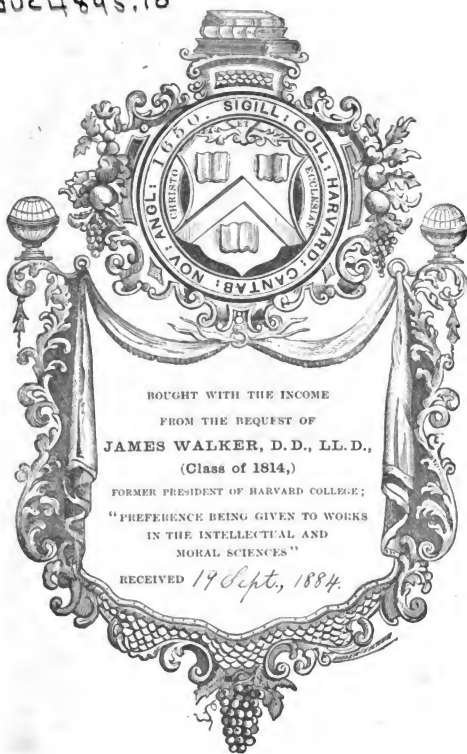 SIGILL: COLL: HARVARD: CANTAB: NOV: ANGL: 1650.
ET
CHRISTO
ECCLESIAE
BOUGHT WITH THE INCOME
FROM THE BEQUEST OF
JAMES WALKER, D.D., LL.D.,
(Class of 1814,)
FORMER PRESIDENT OF HARVARD COLLEGE;
"PREFERENCE BEING GIVEN TO WORKS
IN THE INTELLECTUAL AND
MORAL SCIENCES"
RECEIVED 19 Sept., 1884.